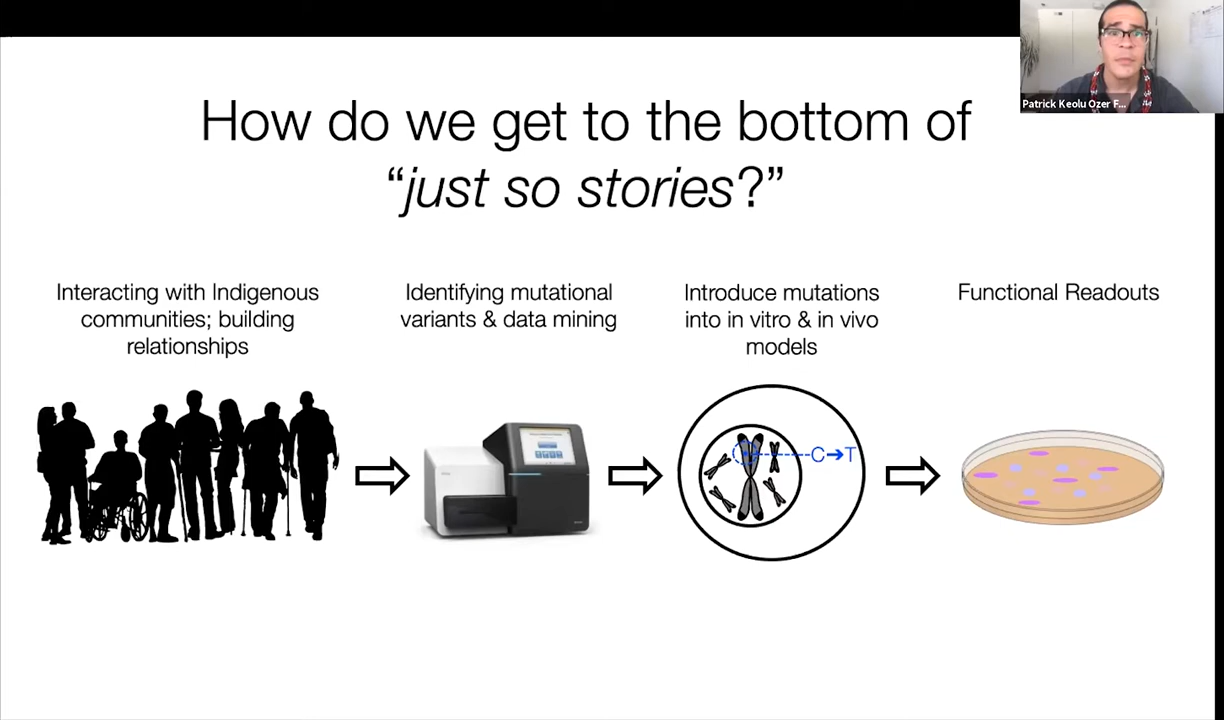 How do we get to the bottom of
“just so stories?”
Patrick Keolu Ozer F...
Interacting with Indigenous
communities; building
relationships
Identifying mutational
variants & data mining
Introduce mutations
into in vitro & in vivo
models
Functional Readouts
C→T